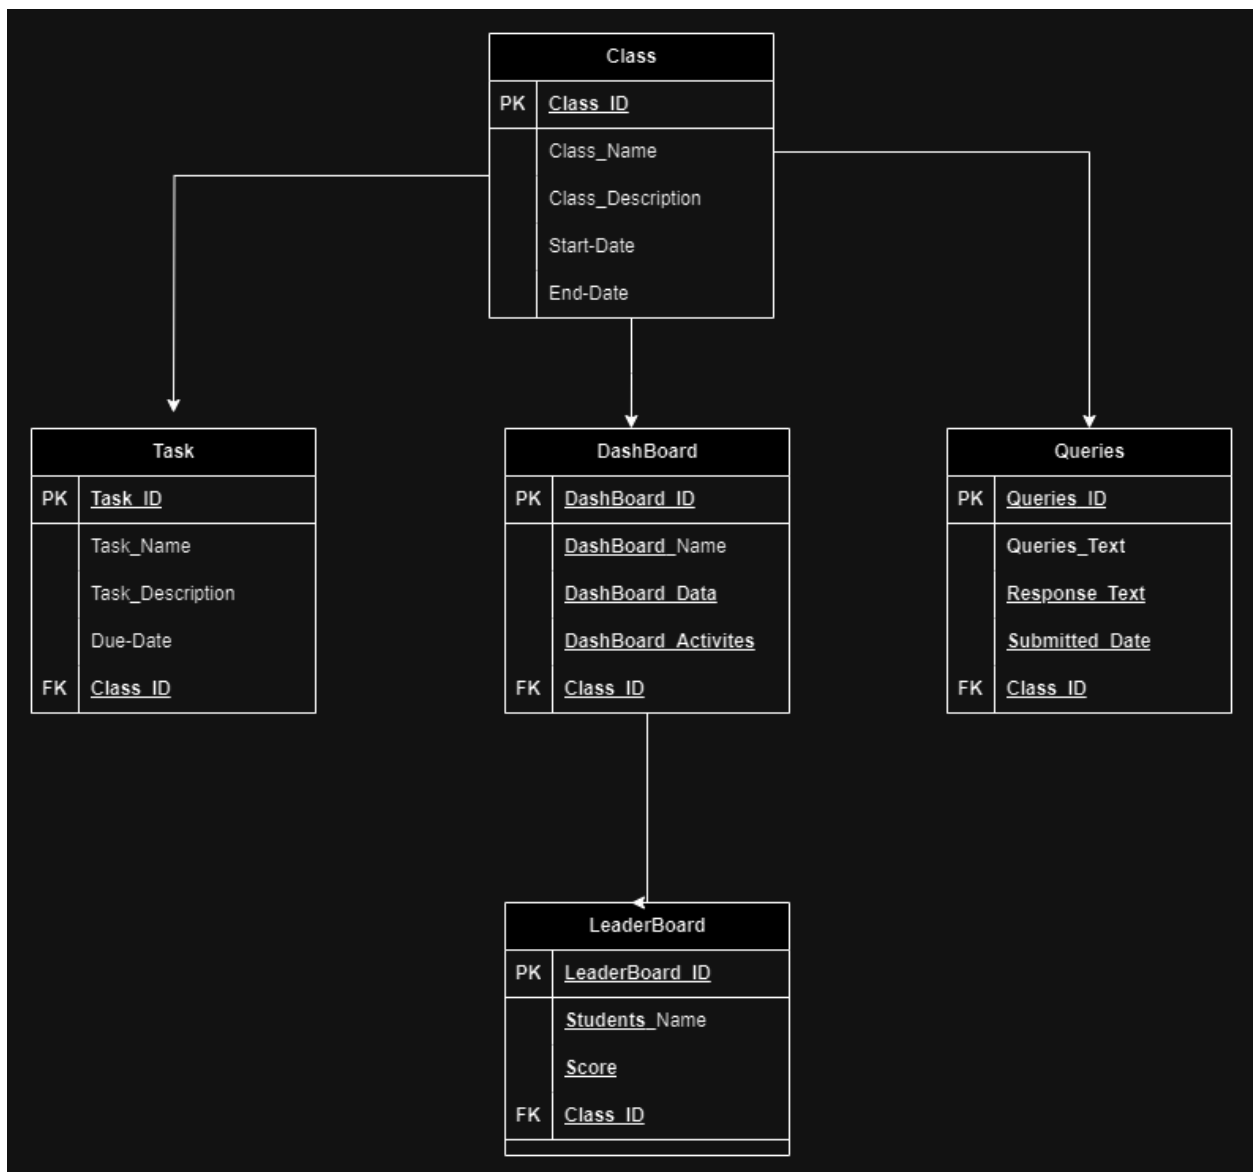 Class
PK Class_ID
Class_Name
Class_Description
Start-Date
End-Date
Task
PK Task_ID
Task_Name
Task_Description
Due-Date
FK Class_ID
DashBoard
PK DashBoard_ID
DashBoard_Name
DashBoard_Data
DashBoard_Activites
FK Class_ID
Queries
PK Queries_ID
Queries_Text
Response_Text
Submitted_Date
FK Class_ID
LeaderBoard
PK LeaderBoard_ID
Students_Name
Score
FK Class_ID